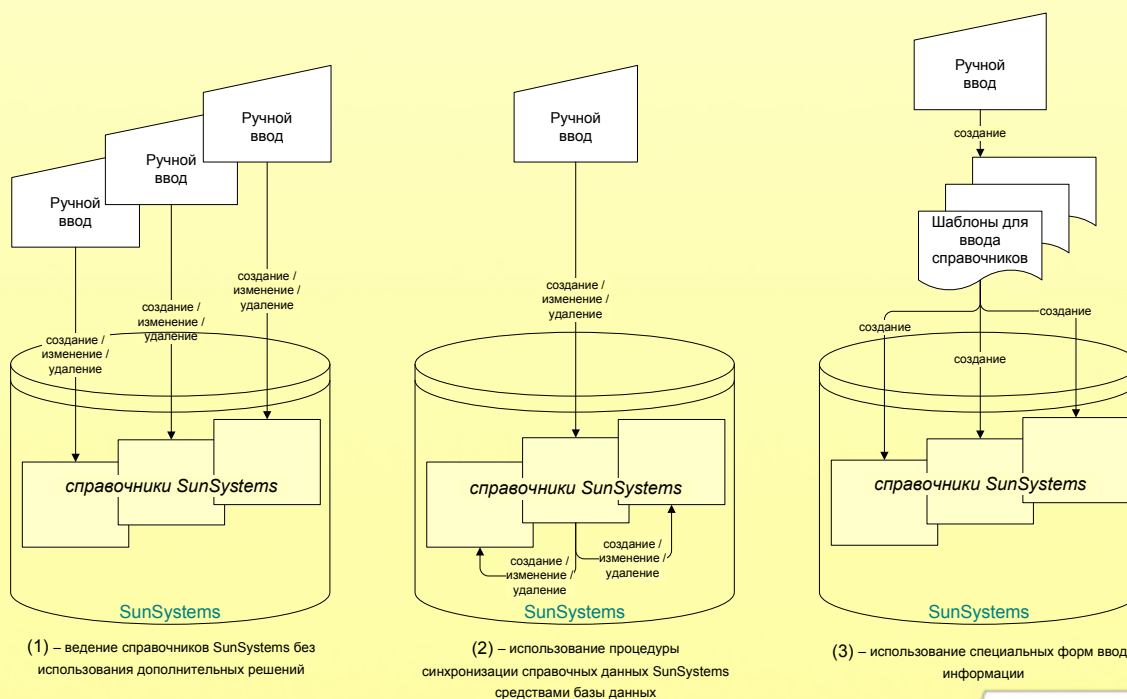 Ручной
ввод
Ручной
ввод
Ручной
ввод
создание /
изменение /
удаление
создание /
изменение /
удаление
создание /
изменение /
удаление
справочники SunSystems
SunSystems
(1) – ведение справочников SunSystems без
использования дополнительных решений
Ручной
ввод
создание /
изменение /
удаление
справочники SunSystems
создание /
изменение /
удаление
создание /
изменение /
удаление
SunSystems
(2) – использование процедуры
синхронизации справочных данных SunSystems
средствами базы данных
Ручной
ввод
создание
Шаблоны для
ввода
справочников
создание
создание
создание
справочники SunSystems
SunSystems
(3) – использование специальных форм ввод
информации